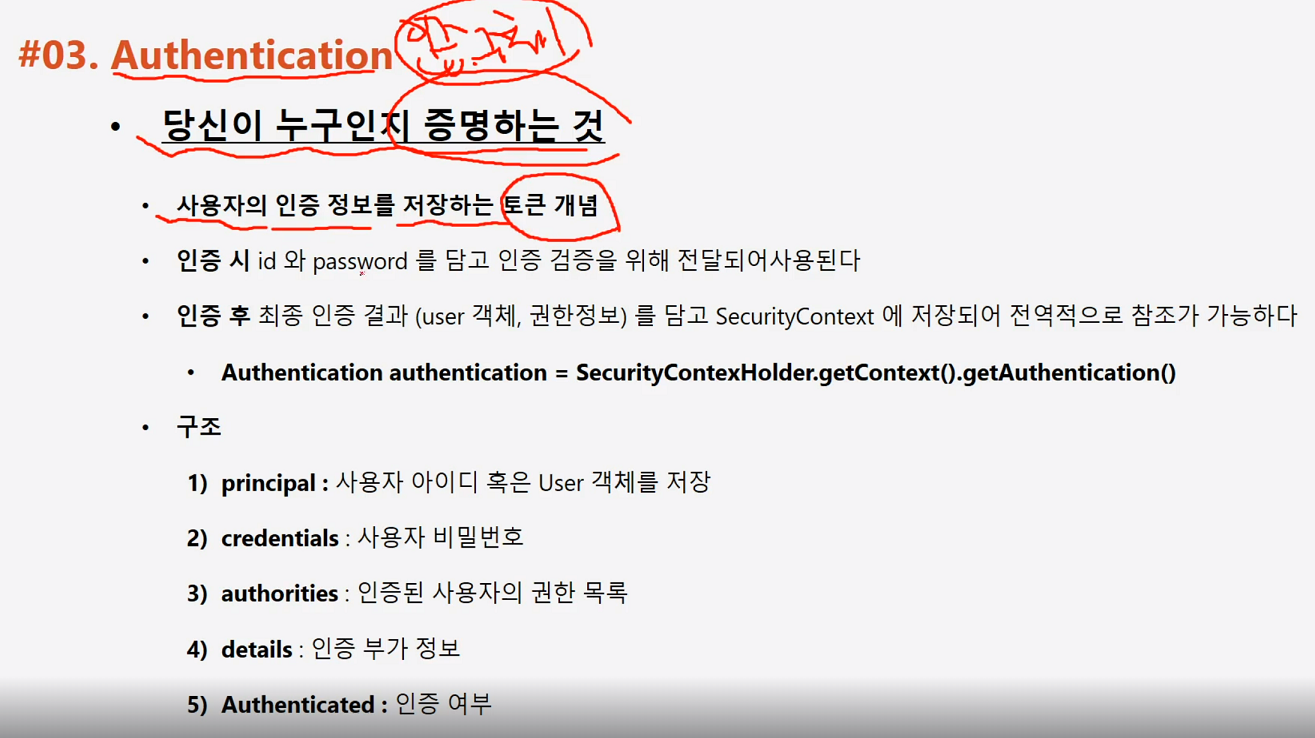 #03. Authentication
• 당신이 누구인지 증명하는 것
• 사용자의 인증 정보를 저장하는 토큰 개념
• 인증 시 id 와 password 를 담고 인증 검증을 위해 전달되어사용된다
• 인증 후 최종 인증 결과 (user 객체, 권한정보) 를 담고 SecurityContext 에 저장되어 전역적으로 참조가 가능하다
• Authentication authentication = SecurityContexHolder.getContext().getAuthentication()
• 구조
1) principal : 사용자 아이디 혹은 User 객체를 저장
2) credentials : 사용자 비밀번호
3) authorities : 인증된 사용자의 권한 목록
4) details : 인증 부가 정보
5) Authenticated : 인증 여부